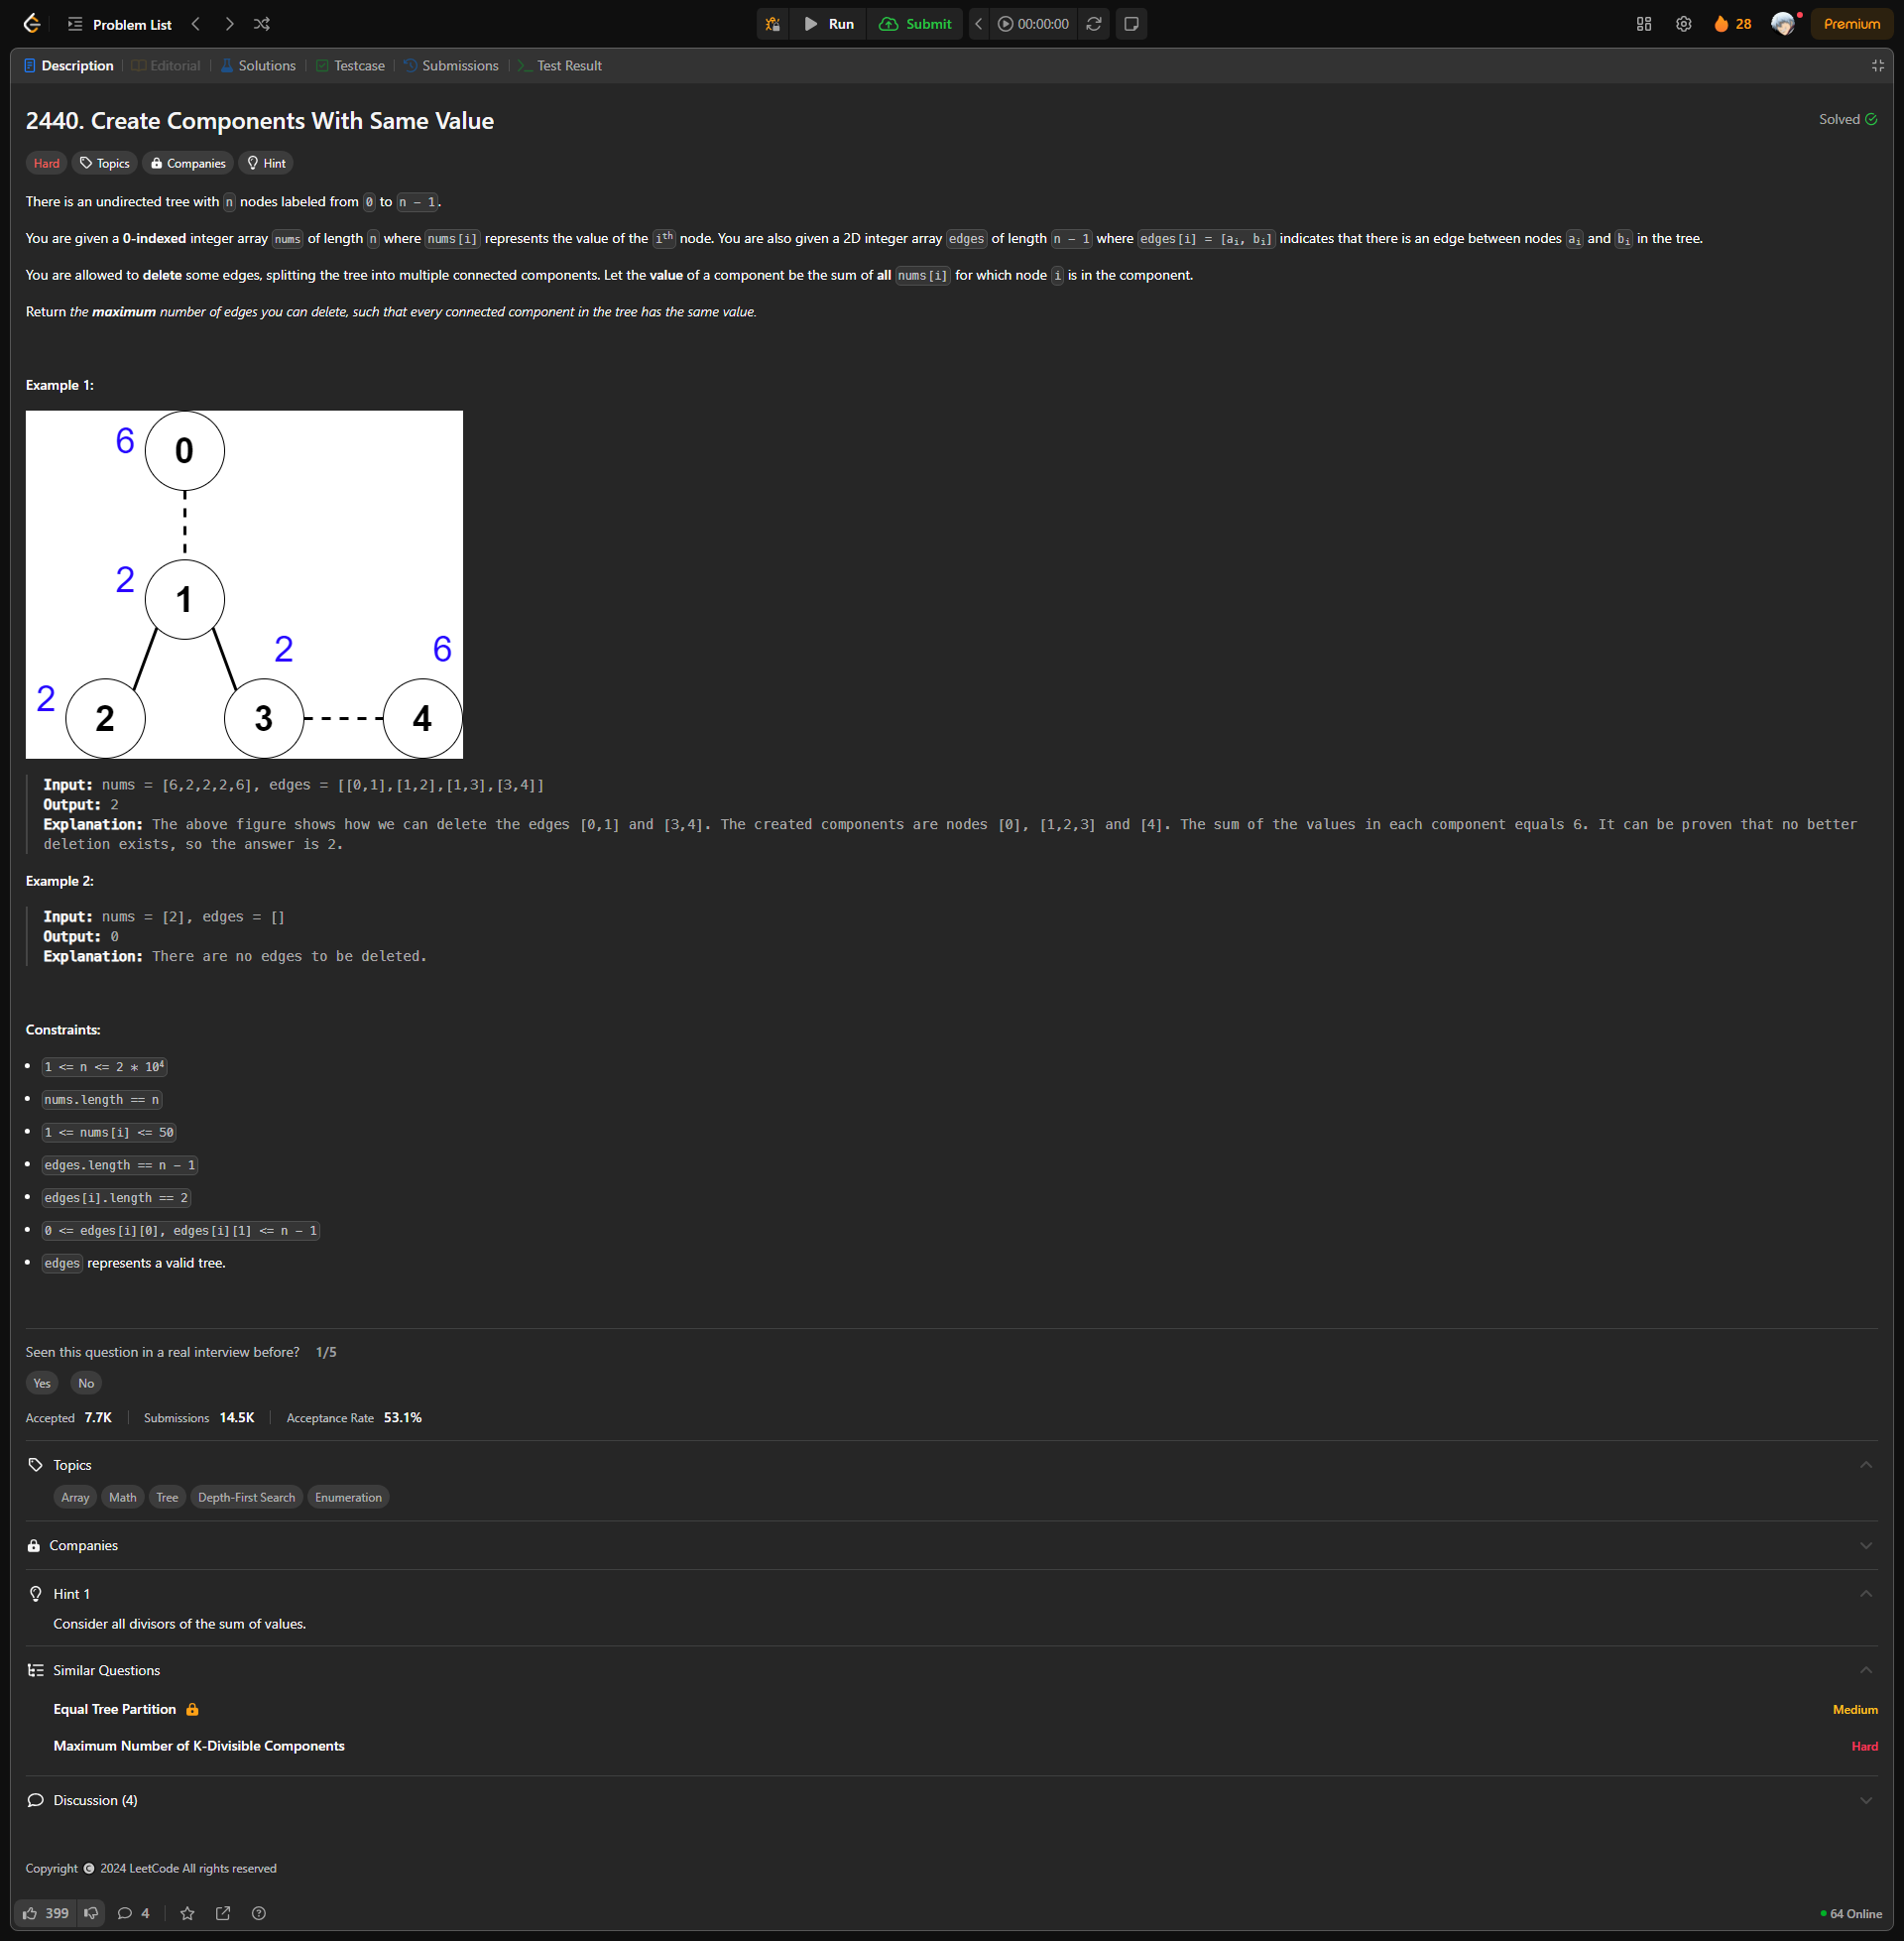 Problem List
Run
Submit
00:00:00
28
Premium
Description
Editorial
Solutions
Testcase
Submissions
Test Result
2440. Create Components With Same Value
Solved
Hard
Topics
Companies
Hint
There is an undirected tree with n nodes labeled from 0 to n - 1.
You are given a 0-indexed integer array nums of length n where nums[i] represents the value of the iᵗʰ node. You are also given a 2D integer array edges of length n - 1 where edges[i] = [aᵢ, bᵢ] indicates that there is an edge between nodes aᵢ and bᵢ in the tree.
You are allowed to delete some edges, splitting the tree into multiple connected components. Let the value of a component be the sum of all nums[i] for which node i is in the component.
Return the maximum number of edges you can delete, such that every connected component in the tree has the same value.
Example 1:
6
0
2
1
2
6
2
2
3
4
Input: nums = [6,2,2,2,6], edges = [[0,1],[1,2],[1,3],[3,4]]
Output: 2
Explanation: The above figure shows how we can delete the edges [0,1] and [3,4]. The created components are nodes [0], [1,2,3] and [4]. The sum of the values in each component equals 6. It can be proven that no better
deletion exists, so the answer is 2.
Example 2:
Input: nums = [2], edges = []
Output: 0
Explanation: There are no edges to be deleted.
Constraints:
1 <= n <= 2 * 10⁴
nums.length == n
1 <= nums[i] <= 50
edges.length == n - 1
edges[i].length == 2
0 <= edges[i][0], edges[i][1] <= n - 1
edges represents a valid tree.
Seen this question in a real interview before? 1/5
Yes
No
Accepted 7.7K
Submissions 14.5K
Acceptance Rate 53.1%
Topics
Array
Math
Tree
Depth-First Search
Enumeration
Companies
Hint 1
Consider all divisors of the sum of values.
Similar Questions
Equal Tree Partition
Medium
Maximum Number of K-Divisible Components
Hard
Discussion (4)
Copyright © 2024 LeetCode All rights reserved
399
4
64 Online